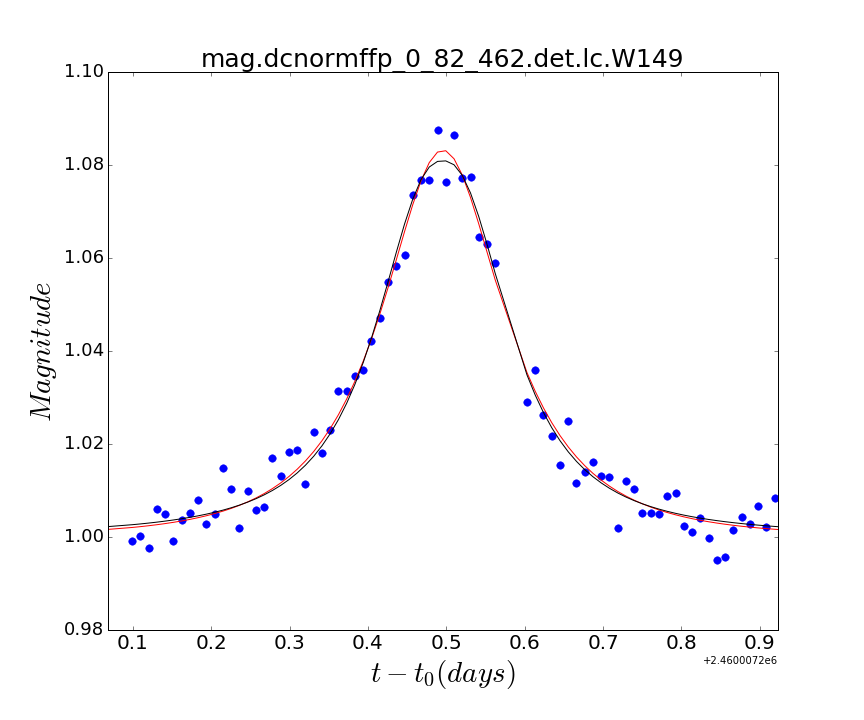 mag.dcnormffp_0_82_462.det.lc.W149
1.10
1.08
1.06
1.04
1.02
1.00
0.98
Magnitude
0.1 0.2 0.3 0.4 0.5 0.6 0.7 0.8 0.9
+2.4600072e6
t − t₀(days)